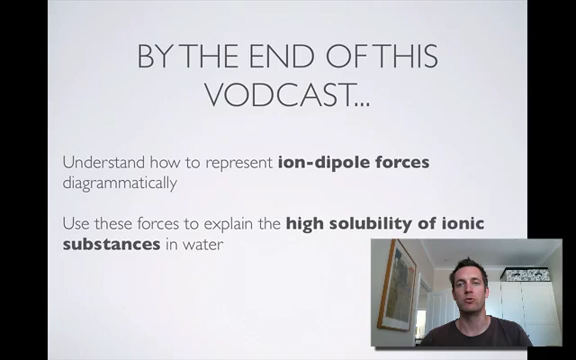 BY THE END OF THIS
VODCAST...
Understand how to represent ion-dipole forces
diagrammatically
Use these forces to explain the high solubility of ionic
substances in water